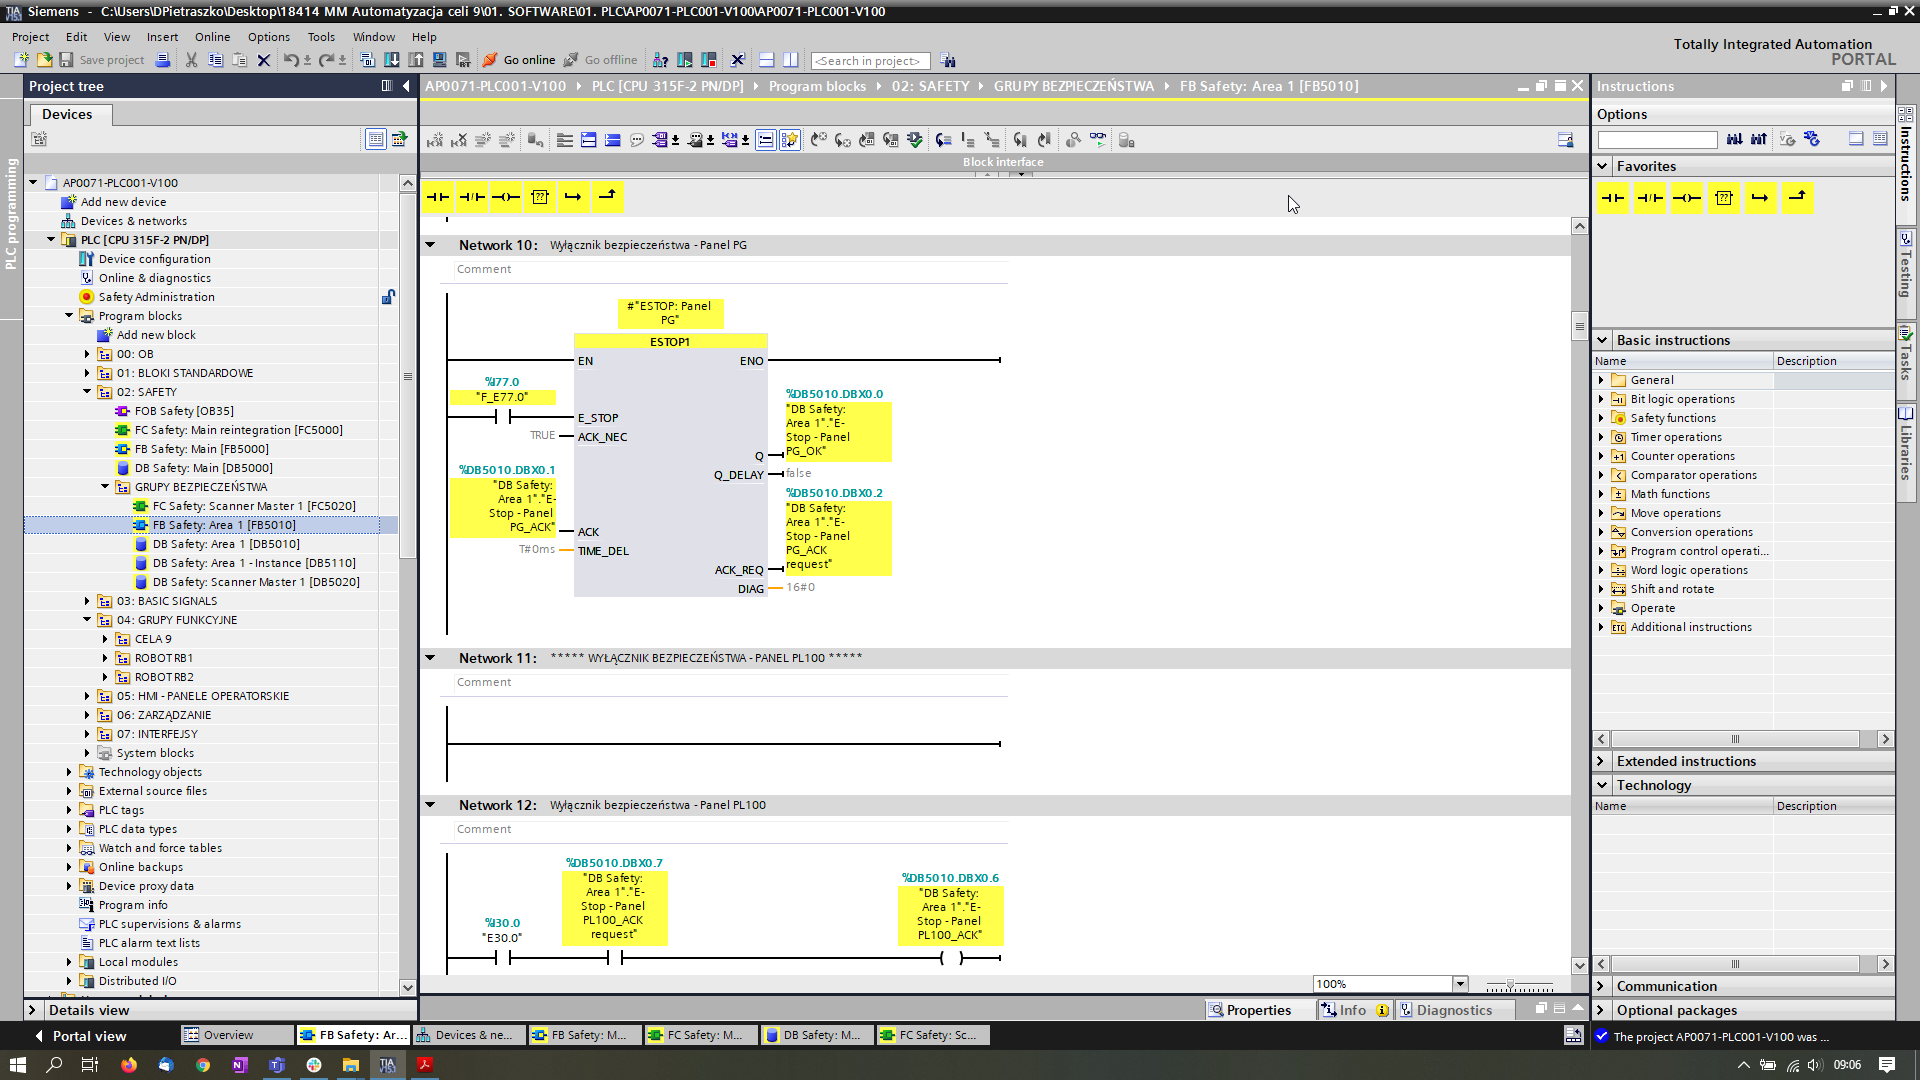 Siemens - C:\Users\DPietraszko\Desktop\18414 MM Automatyzacja celi 9\01. SOFTWARE\01. PLC\AP0071-PLC001-V100\AP0071-PLC001-V100
Project Edit View Insert Online Options Tools Window Help
Totally Integrated Automation
PORTAL
Save project
Go online
Go offline
<Search in project>
Project tree
AP0071-PLC001-V100 PLC [CPU 315F-2 PN/DP] Program blocks 02: SAFETY GRUPY BEZPIECZEŃSTWA FB Safety: Area 1 [FB5010]
Instructions
Devices
Options
PLC programming
AP0071-PLC001-V100
Add new device
Devices & networks
PLC [CPU 315F-2 PN/DP]
Device configuration
Online & diagnostics
Safety Administration
Program blocks
Add new block
00: OB
01: BLOKI STANDARDOWE
02: SAFETY
FOB Safety [OB35]
FC Safety: Main reintegration [FC5000]
FB Safety: Main [FB5000]
DB Safety: Main [DB5000]
GRUPY BEZPIECZEŃSTWA
FC Safety: Scanner Master 1 [FC5020]
FB Safety: Area 1 [FB5010]
DB Safety: Area 1 [DB5010]
DB Safety: Area 1 - Instance [DB5110]
DB Safety: Scanner Master 1 [DB5020]
03: BASIC SIGNALS
04: GRUPY FUNKCYJNE
CELA 9
ROBOT RB1
ROBOT RB2
05: HMI - PANELE OPERATORSKIE
06: ZARZĄDZANIE
07: INTERFEJSY
System blocks
Technology objects
External source files
PLC tags
PLC data types
Watch and force tables
Online backups
Device proxy data
Program info
PLC supervisions & alarms
PLC alarm text lists
Local modules
Distributed I/O
Details view
Block interface
Network 10: Wyłącznik bezpieczeństwa - Panel PG
Comment
#"ESTOP: Panel
PG"
ESTOP1
EN
ENO
%I77.0
"F_E77.0"
E_STOP
TRUE
ACK_NEC
%DB5010.DBX0.0
"DB Safety:
Area 1"."E-
Stop - Panel
PG_OK"
Q
Q_DELAY
false
%DB5010.DBX0.1
"DB Safety:
Area 1"."E-
Stop - Panel
PG_ACK"
ACK
T#0ms
TIME_DEL
%DB5010.DBX0.2
"DB Safety:
Area 1"."E-
Stop - Panel
PG_ACK
request"
ACK_REQ
DIAG
16#0
Network 11: ***** WYŁĄCZNIK BEZPIECZEŃSTWA - PANEL PL100 *****
Comment
Network 12: Wyłącznik bezpieczeństwa - Panel PL100
Comment
%I30.0
"E30.0"
%DB5010.DBX0.7
"DB Safety:
Area 1"."E-
Stop - Panel
PL100_ACK
request"
%DB5010.DBX0.6
"DB Safety:
Area 1"."E-
Stop - Panel
PL100_ACK"
100%
Properties
Info
Diagnostics
Favorites
Basic instructions
Name Description
General
Bit logic operations
Safety functions
Timer operations
Counter operations
Comparator operations
Math functions
Move operations
Conversion operations
Program control operati...
Word logic operations
Shift and rotate
Operate
Additional instructions
Extended instructions
Technology
Name Description
Communication
Optional packages
Instructions
Testing
Tasks
Libraries
Portal view
Overview
FB Safety: Ar...
Devices & ne...
FB Safety: M...
FC Safety: M...
DB Safety: M...
FC Safety: Sc...
The project AP0071-PLC001-V100 was ...
09:06